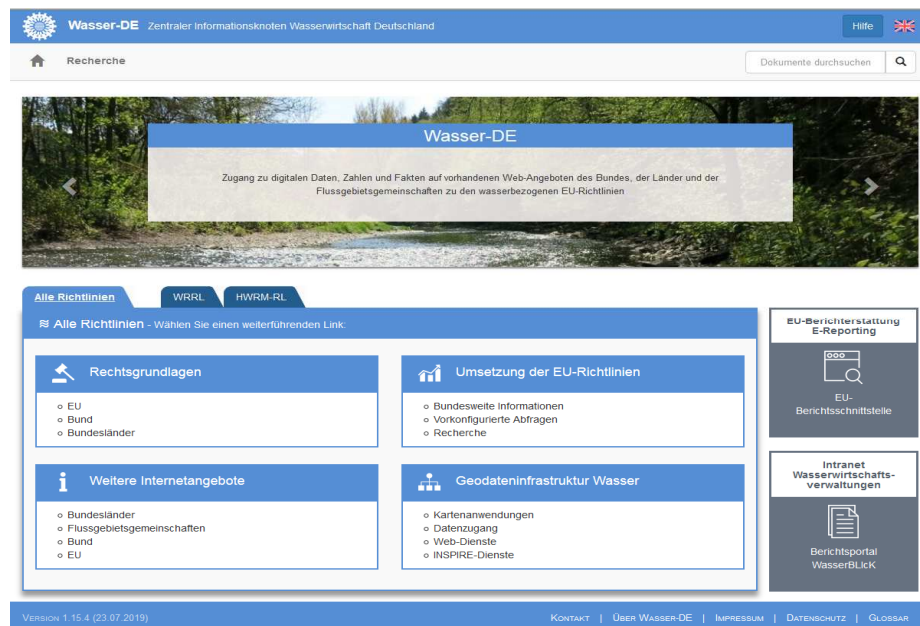 Wasser-DE Zentraler Informationsknoten Wasserwirtschaft Deutschland
Hilfe
Recherche
Dokumente durchsuchen
Wasser-DE
Zugang zu digitalen Daten, Zahlen und Fakten auf vorhandenen Web-Angeboten des Bundes, der Länder und der
Flussgebietsgemeinschaften zu den wasserbezogenen EU-Richtlinien
Alle Richtlinien
WRRL
HWRM-RL
Alle Richtlinien - Wählen Sie einen weiterführenden Link:
Rechtsgrundlagen
EU
Bund
Bundesländer
Umsetzung der EU-Richtlinien
Bundesweite Informationen
Vorkonfigurierte Abfragen
Recherche
Weitere Internetangebote
Bundesländer
Flussgebietsgemeinschaften
Bund
EU
Geodateninfrastruktur Wasser
Kartenanwendungen
Datenzugang
Web-Dienste
INSPIRE-Dienste
EU-Berichterstattung
E-Reporting
EU-
Berichtsschnittstelle
Intranet
Wasserwirtschafts-
verwaltungen
Berichtsportal
WasserBLIcK
Version 1.15.4 (23.07.2019)
Kontakt | Über Wasser-DE | Impressum | Datenschutz | Glossar